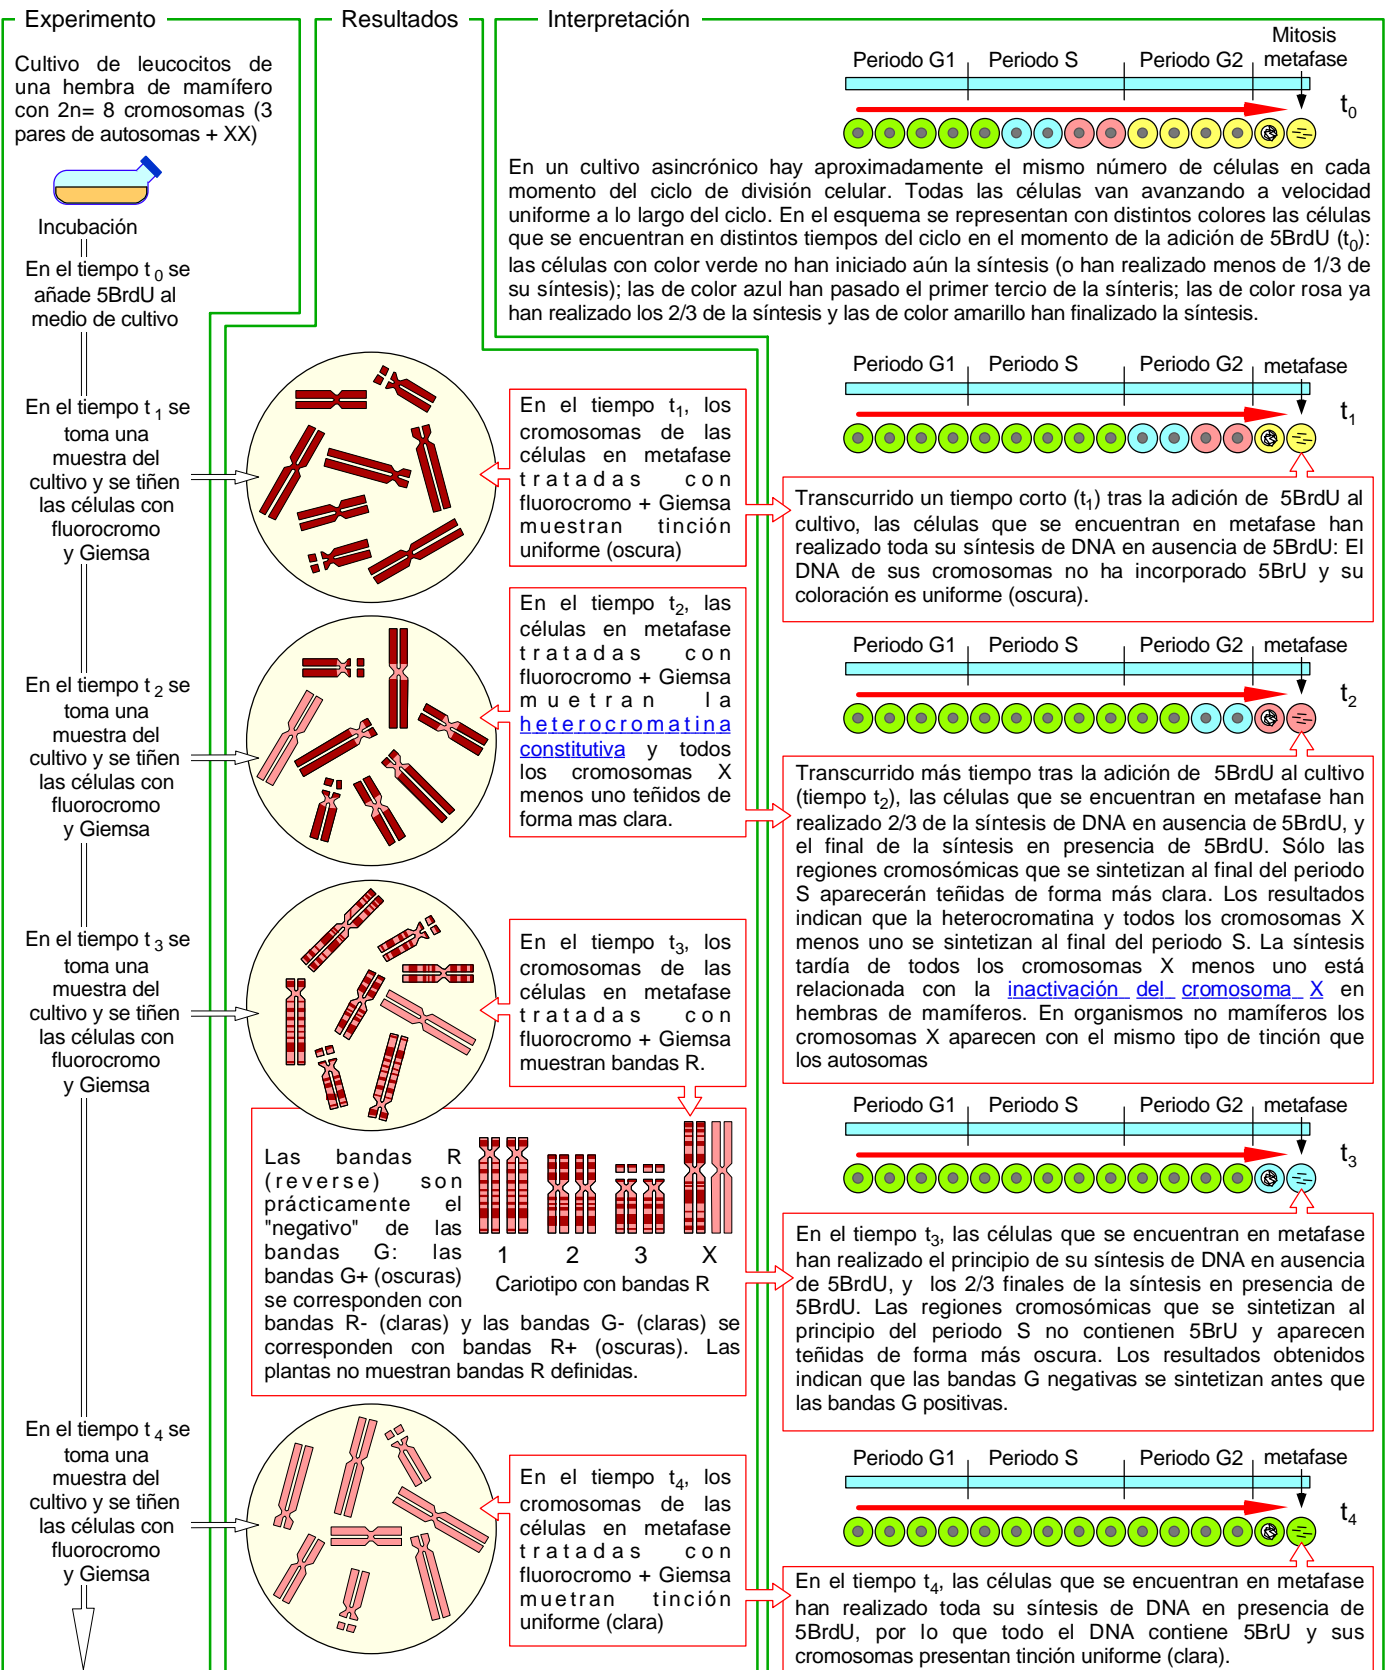 Experimento
Cultivo de leucocitos de
una hembra de mamífero
con 2n= 8 cromosomas (3
pares de autosomas + XX)
Incubación
En el tiempo t0 se
añade 5BrdU al
medio de cultivo
En el tiempo t1 se
toma una
muestra del
cultivo y se tiñen
las células con
fluorocromo
y Giemsa
En el tiempo t2 se
toma una
muestra del
cultivo y se tiñen
las células con
fluorocromo
y Giemsa
En el tiempo t3 se
toma una
muestra del
cultivo y se tiñen
las células con
fluorocromo
y Giemsa
En el tiempo t4 se
toma una
muestra del
cultivo y se tiñen
las células con
fluorocromo
y Giemsa
Resultados
En el tiempo t1, los
cromosomas de las
células en metafase
tratadas con
fluorocromo + Giemsa
muestran tinción
uniforme (oscura)
En el tiempo t2, las
células en metafase
tratadas con
fluorocromo + Giemsa
muetran la
heterocromatina
constitutiva y todos
los cromosomas X
menos uno teñidos de
forma mas clara.
En el tiempo t3, los
cromosomas de las
células en metafase
tratadas con
fluorocromo + Giemsa
muestran bandas R.
Las bandas R
(reverse) son
prácticamente el
"negativo" de las
bandas G: las
bandas G+ (oscuras)
se corresponden con
bandas R- (claras) y las bandas G- (claras) se
corresponden con bandas R+ (oscuras). Las
plantas no muestran bandas R definidas.
1 2 3 X
Cariotipo con bandas R
En el tiempo t4, los
cromosomas de las
células en metafase
tratadas con
fluorocromo + Giemsa
muetran tinción
uniforme (clara)
Interpretación
Mitosis
Periodo G1 Periodo S Periodo G2 metafase
t0
En un cultivo asincrónico hay aproximadamente el mismo número de células en cada
momento del ciclo de división celular. Todas las células van avanzando a velocidad
uniforme a lo largo del ciclo. En el esquema se representan con distintos colores las células
que se encuentran en distintos tiempos del ciclo en el momento de la adición de 5BrdU (t0):
las células con color verde no han iniciado aún la síntesis (o han realizado menos de 1/3 de
su síntesis); las de color azul han pasado el primer tercio de la sínteris; las de color rosa ya
han realizado los 2/3 de la síntesis y las de color amarillo han finalizado la síntesis.
Periodo G1 Periodo S Periodo G2 metafase
t1
Transcurrido un tiempo corto (t1) tras la adición de 5BrdU al
cultivo, las células que se encuentran en metafase han
realizado toda su síntesis de DNA en ausencia de 5BrdU: El
DNA de sus cromosomas no ha incorporado 5BrU y su
coloración es uniforme (oscura).
Periodo G1 Periodo S Periodo G2 metafase
t2
Transcurrido más tiempo tras la adición de 5BrdU al cultivo
(tiempo t2), las células que se encuentran en metafase han
realizado 2/3 de la síntesis de DNA en ausencia de 5BrdU, y
el final de la síntesis en presencia de 5BrdU. Sólo las
regiones cromosómicas que se sintetizan al final del periodo
S aparecerán teñidas de forma más clara. Los resultados
indican que la heterocromatina y todos los cromosomas X
menos uno se sintetizan al final del periodo S. La síntesis
tardía de todos los cromosomas X menos uno está
relacionada con la inactivación del cromosoma X en
hembras de mamíferos. En organismos no mamíferos los
cromosomas X aparecen con el mismo tipo de tinción que
los autosomas
Periodo G1 Periodo S Periodo G2 metafase
t3
En el tiempo t3, las células que se encuentran en metafase
han realizado el principio de su síntesis de DNA en ausencia
de 5BrdU, y los 2/3 finales de la síntesis en presencia de
5BrdU. Las regiones cromosómicas que se sintetizan al
principio del periodo S no contienen 5BrU y aparecen
teñidas de forma más oscura. Los resultados obtenidos
indican que las bandas G negativas se sintetizan antes que
las bandas G positivas.
Periodo G1 Periodo S Periodo G2 metafase
t4
En el tiempo t4, las células que se encuentran en metafase
han realizado toda su síntesis de DNA en presencia de
5BrdU, por lo que todo el DNA contiene 5BrU y sus
cromosomas presentan tinción uniforme (clara).